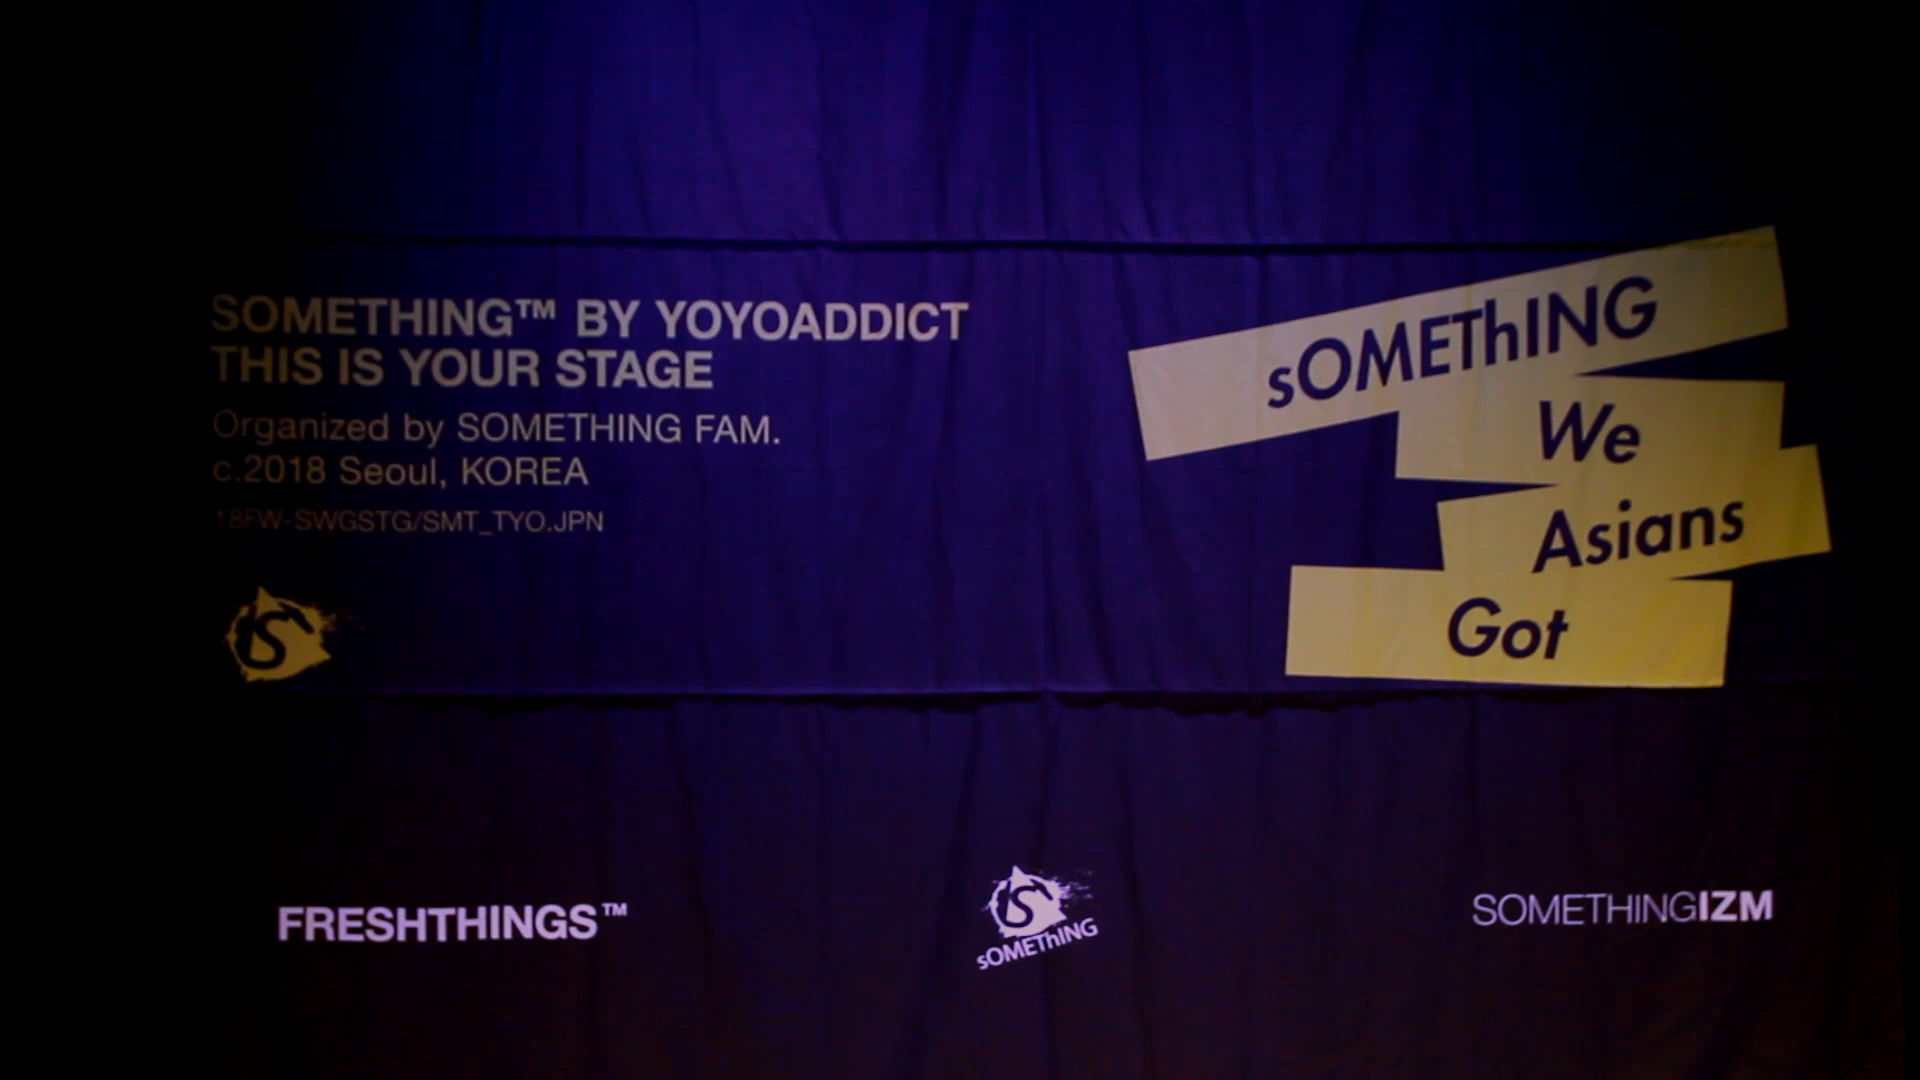 SOMETHING™ BY YOYOADDICT
THIS IS YOUR STAGE
Organized by SOMETHING FAM.
c.2018 Seoul, KOREA
18FW-SWGSTG/SMT_TYO.JPN
sOMEThING
We
Asians
Got
FRESHTHINGS™
sOMEThING
SOMETHINGIZM